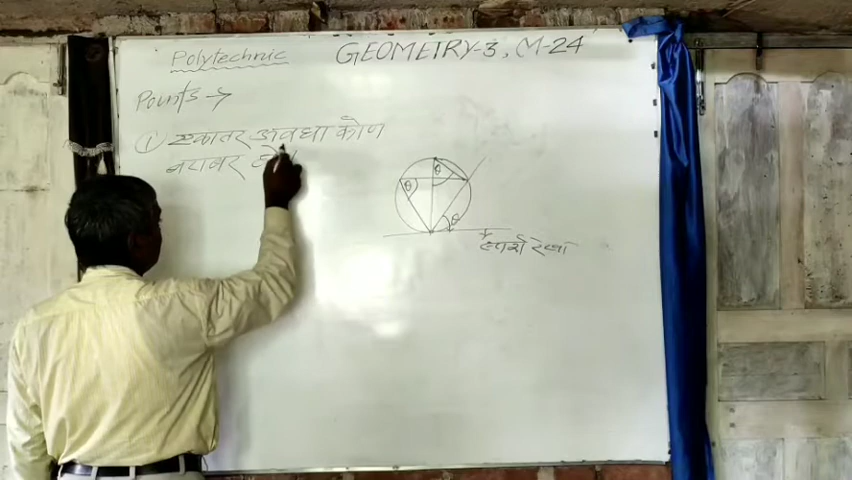 Polytechnic
GEOMETRY-3, M-24
Points →
① एकांतर अवधा कोण
बराबर
θ
θ
θ
स्पर्श रेखा